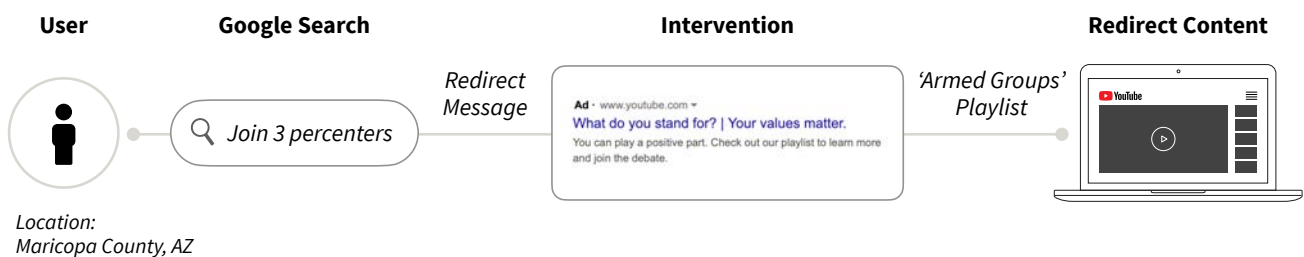 User
Google Search
Intervention
Redirect Content
Join 3 percenters
Redirect
Message
Ad · www.youtube.com
What do you stand for? | Your values matter.
You can play a positive part. Check out our playlist to learn more
and join the debate.
'Armed Groups'
Playlist
YouTube
Location:
Maricopa County, AZ